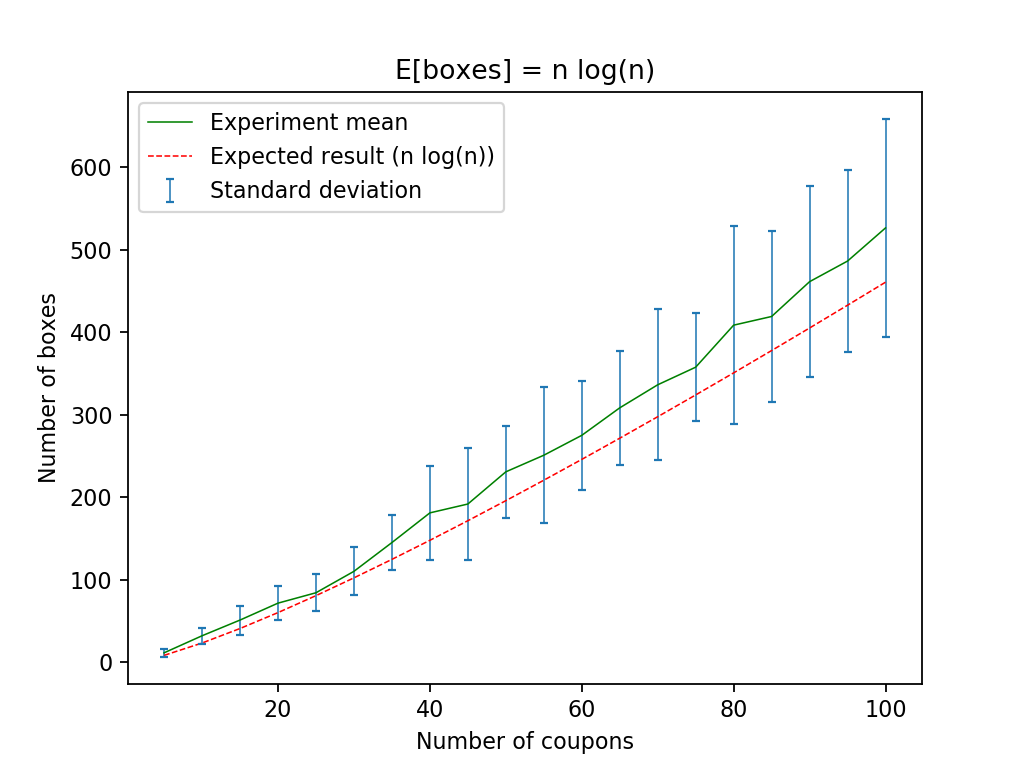 E[boxes] = n log(n)
Experiment mean
Expected result (n log(n))
Standard deviation
600
500
400
300
200
100
0
Number of boxes
20 40 60 80 100
Number of coupons